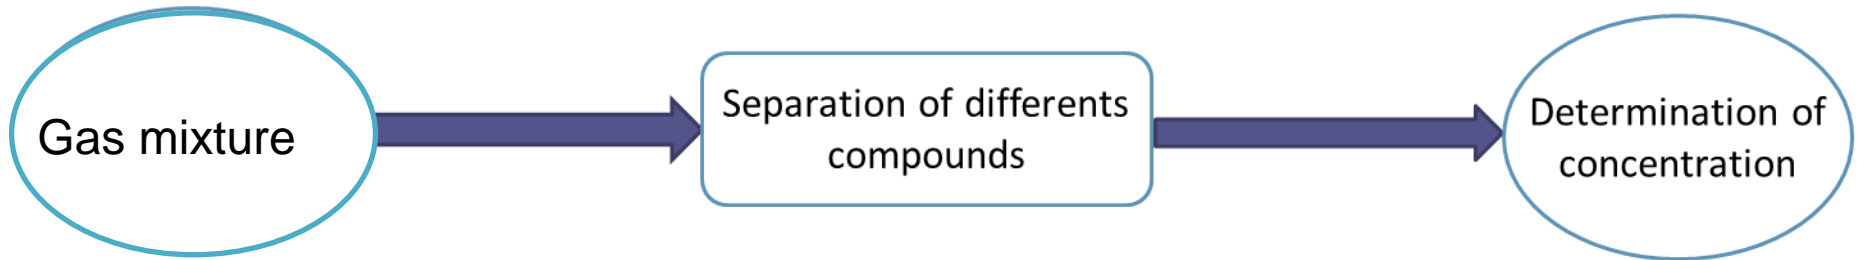 Gas mixture
Separation of differents
compounds
Determination of
concentration